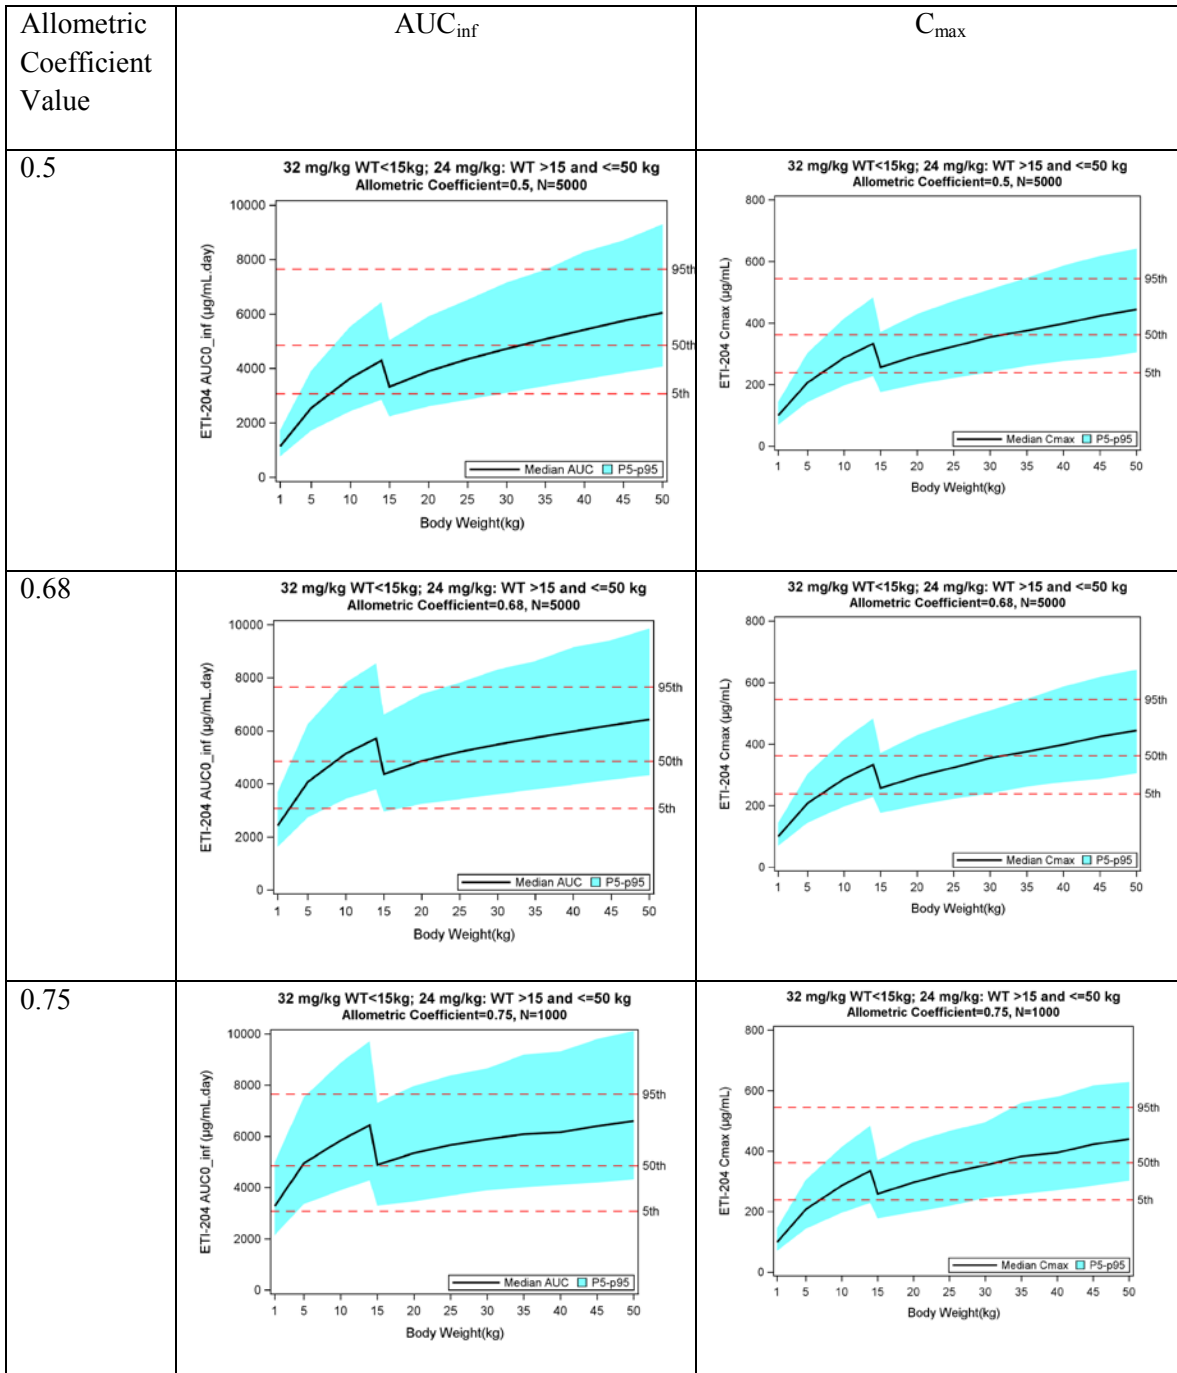 Allometric
Coefficient
Value
AUCinf
Cmax
0.5
32 mg/kg WT<15kg; 24 mg/kg: WT >15 and <=50 kg
Allometric Coefficient=0.5, N=5000
ETI-204 AUC0_inf (µg/mL.day)
10000
8000
6000
4000
2000
0
95th
50th
5th
Median AUC P5-p95
1 5 10 15 20 25 30 35 40 45 50
Body Weight(kg)
32 mg/kg WT<15kg; 24 mg/kg: WT >15 and <=50 kg
Allometric Coefficient=0.5, N=5000
ETI-204 Cmax (µg/mL)
800
600
400
200
0
95th
50th
5th
Median Cmax P5-p95
1 5 10 15 20 25 30 35 40 45 50
Body Weight(kg)
0.68
32 mg/kg WT<15kg; 24 mg/kg: WT >15 and <=50 kg
Allometric Coefficient=0.68, N=5000
ETI-204 AUC0_inf (µg/mL.day)
10000
8000
6000
4000
2000
0
95th
50th
5th
Median AUC P5-p95
1 5 10 15 20 25 30 35 40 45 50
Body Weight(kg)
32 mg/kg WT<15kg; 24 mg/kg: WT >15 and <=50 kg
Allometric Coefficient=0.68, N=5000
ETI-204 Cmax (µg/mL)
800
600
400
200
0
95th
50th
5th
Median Cmax P5-p95
1 5 10 15 20 25 30 35 40 45 50
Body Weight(kg)
0.75
32 mg/kg WT<15kg; 24 mg/kg: WT >15 and <=50 kg
Allometric Coefficient=0.75, N=1000
ETI-204 AUC0_inf (µg/mL.day)
10000
8000
6000
4000
2000
0
95th
50th
5th
Median AUC P5-p95
1 5 10 15 20 25 30 35 40 45 50
Body Weight(kg)
32 mg/kg WT<15kg; 24 mg/kg: WT >15 and <=50 kg
Allometric Coefficient=0.75, N=1000
ETI-204 Cmax (µg/mL)
800
600
400
200
0
95th
50th
5th
Median Cmax P5-p95
1 5 10 15 20 25 30 35 40 45 50
Body Weight(kg)